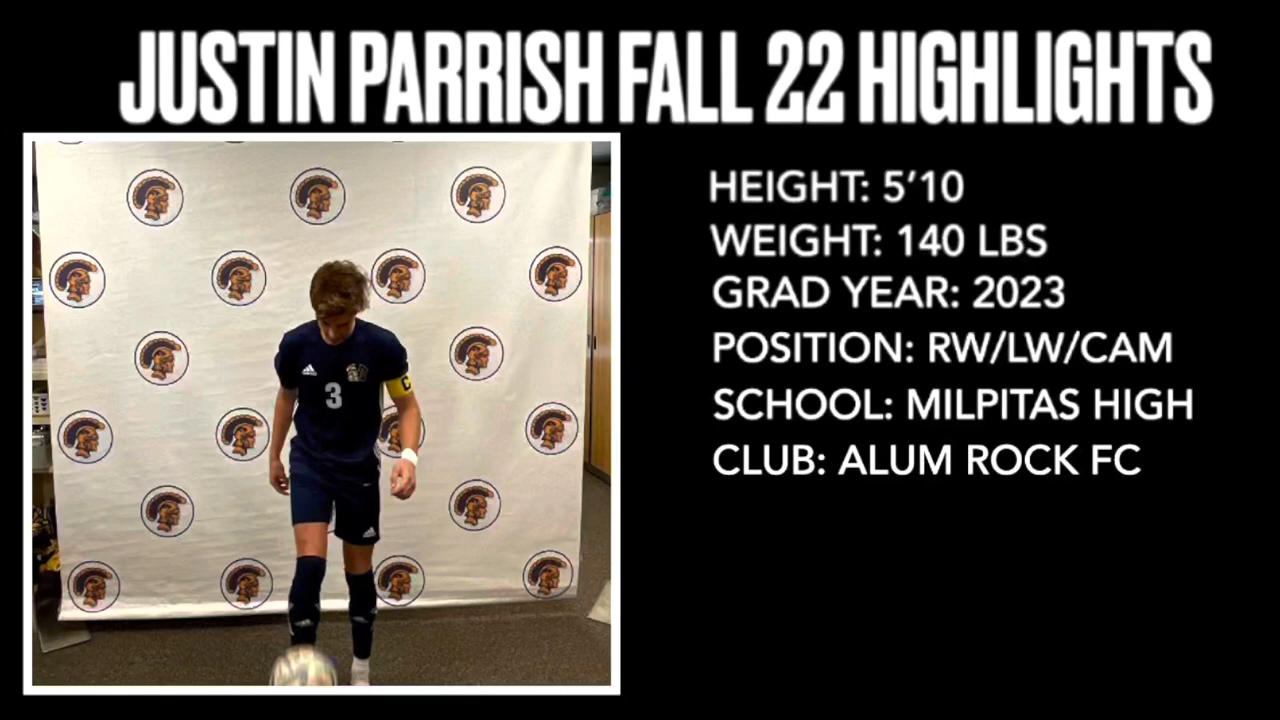 JUSTIN PARRISH FALL 22 HIGHLIGHTS
HEIGHT: 5'10
WEIGHT: 140 LBS
GRAD YEAR: 2023
POSITION: RW/LW/CAM
SCHOOL: MILPITAS HIGH
CLUB: ALUM ROCK FC
3
C